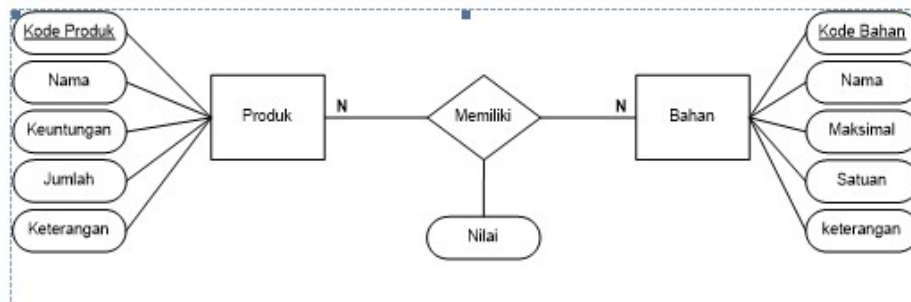 Kode Produk
Nama
Keuntungan
Jumlah
Keterangan
Produk
N
Memiliki
Nilai
N
Bahan
Kode Bahan
Nama
Maksimal
Satuan
keterangan